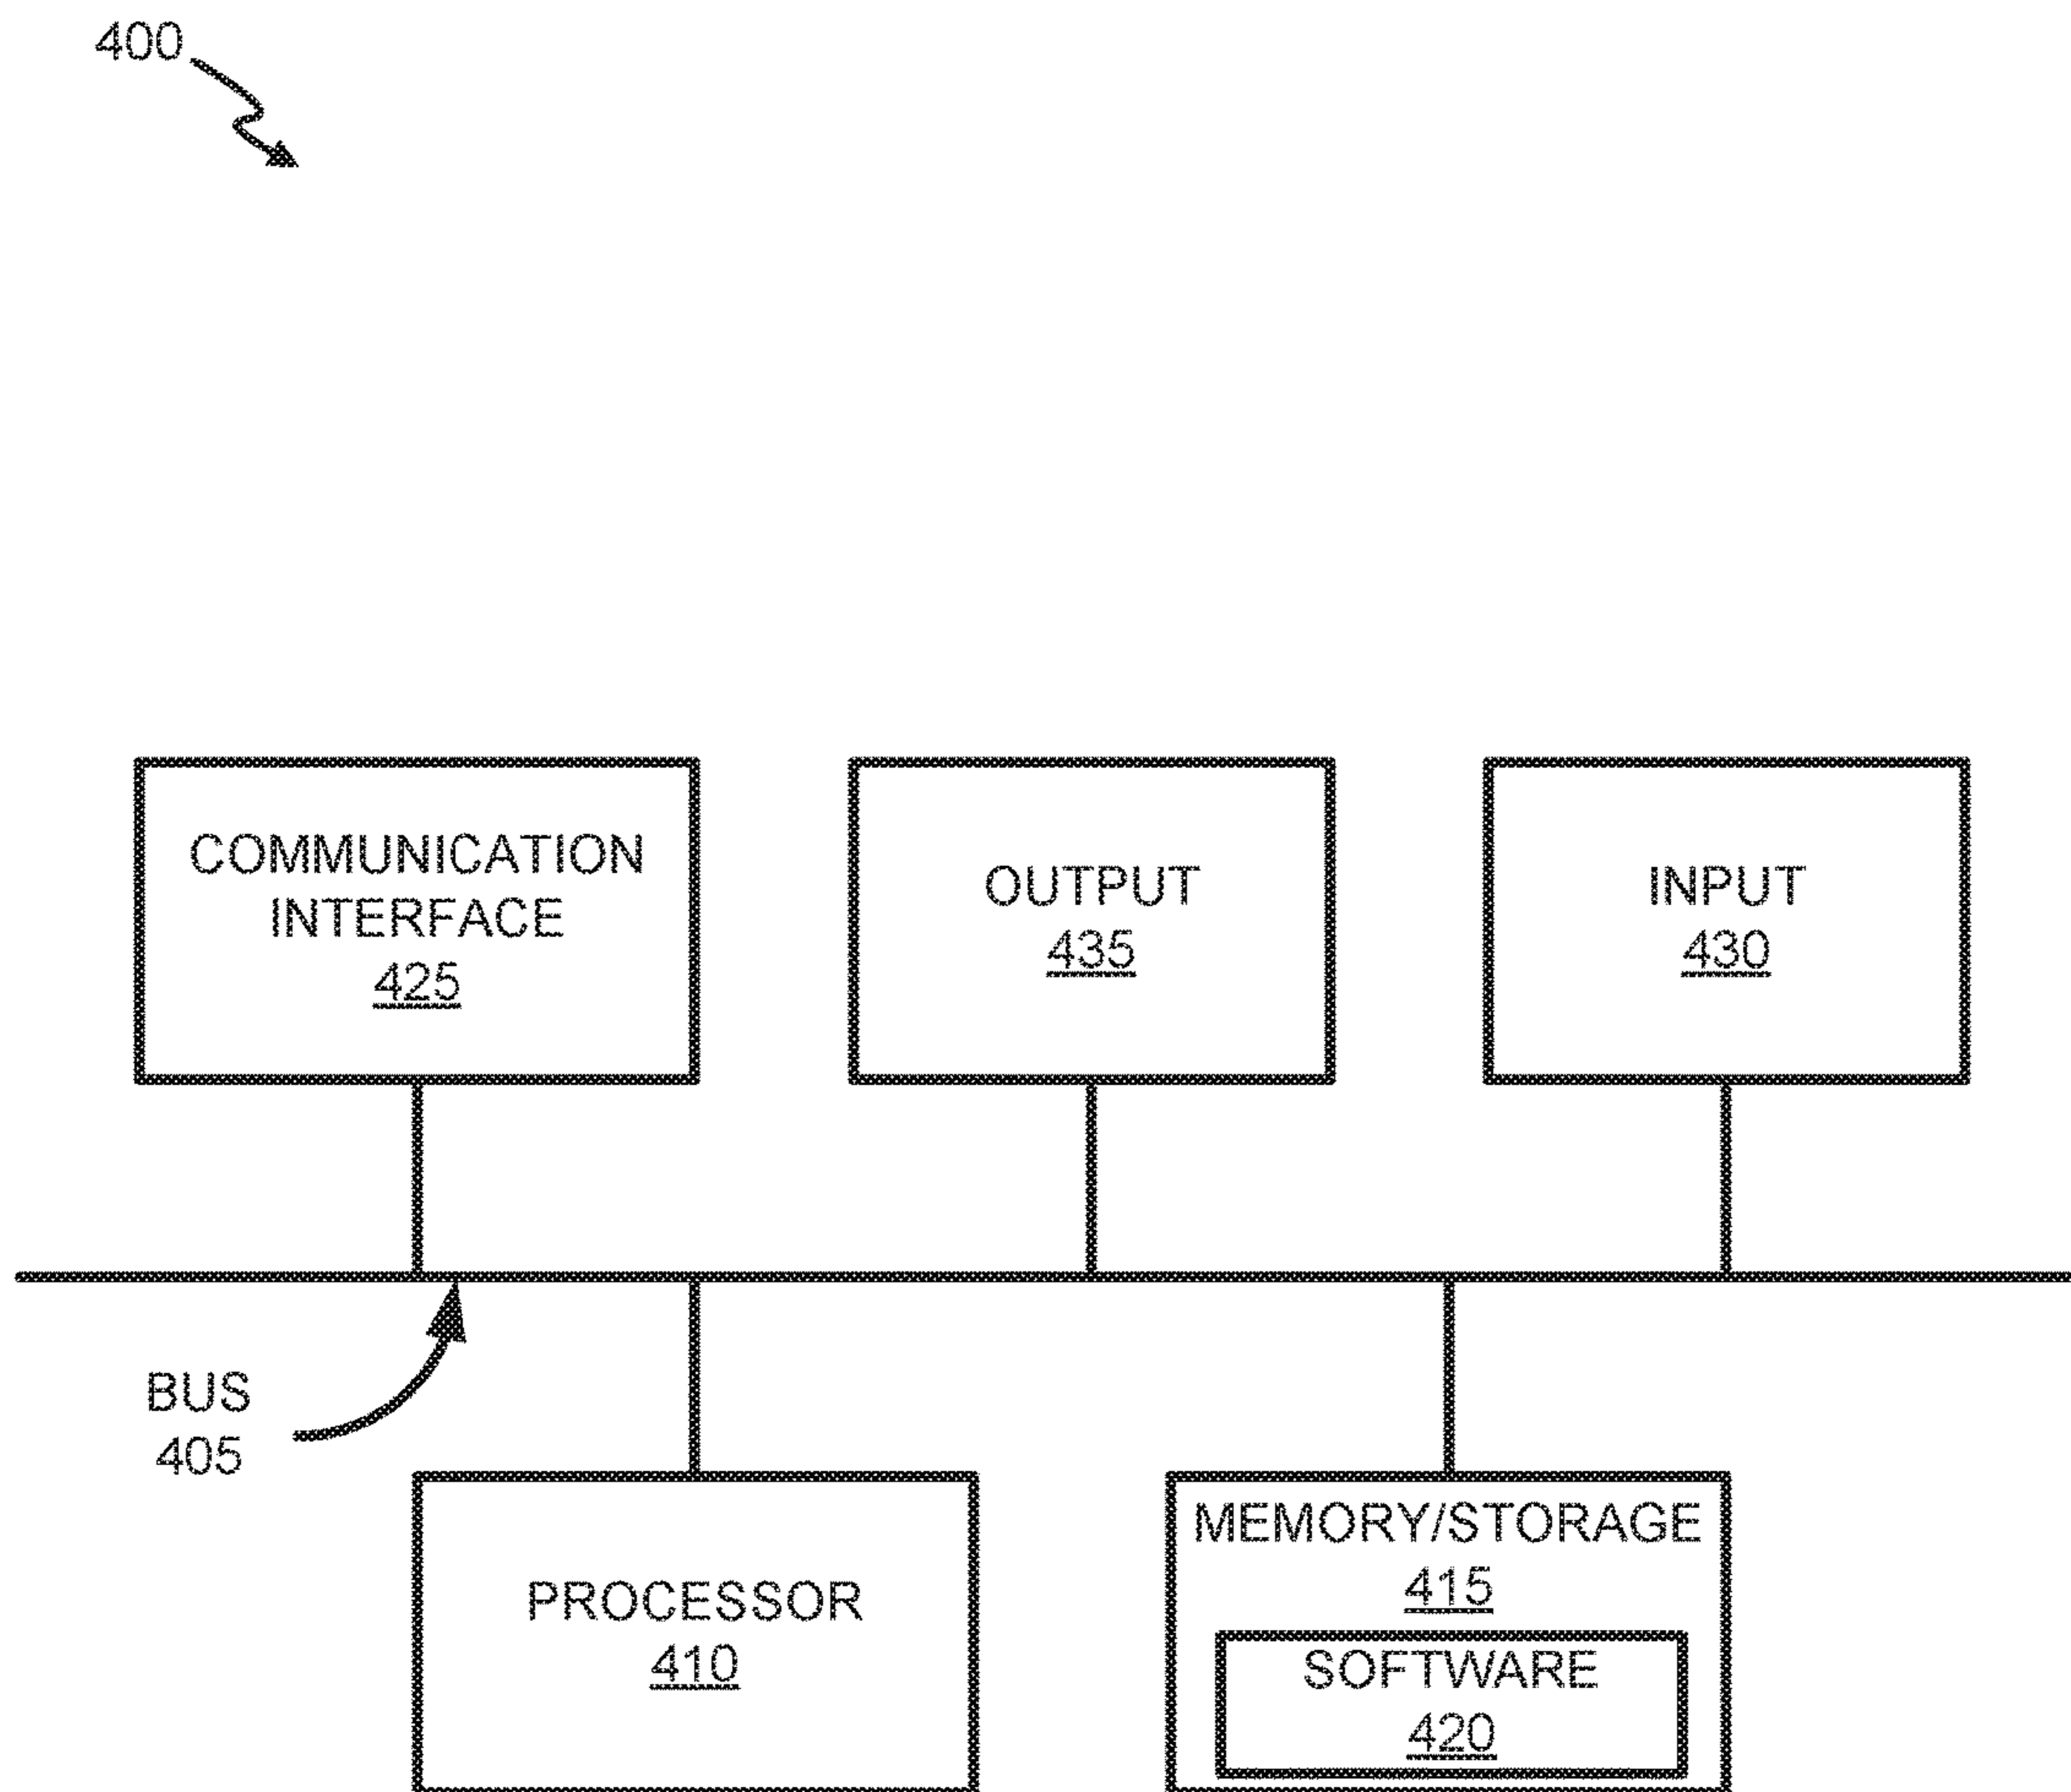 400
COMMUNICATION
INTERFACE
425
OUTPUT
435
INPUT
430
BUS
405
PROCESSOR
410
MEMORY/STORAGE
415
SOFTWARE
420